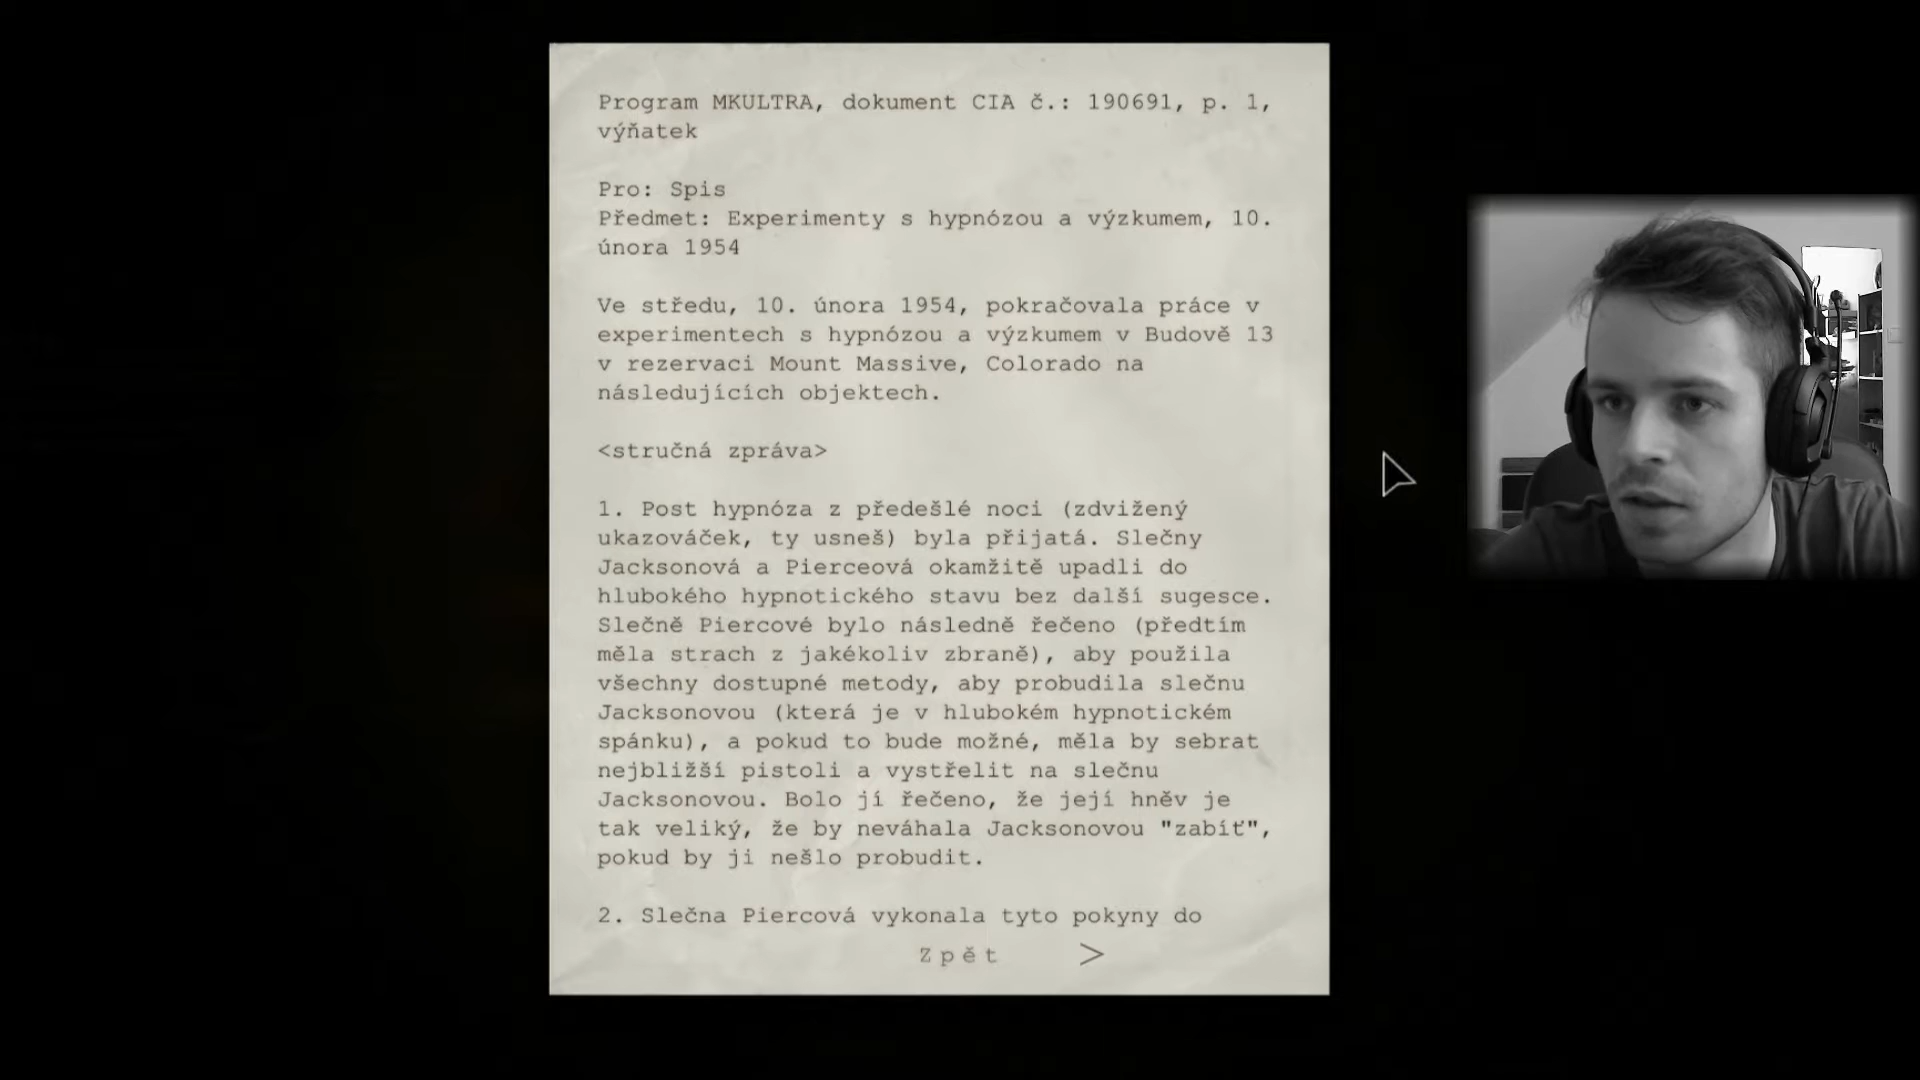 Program MKULTRA, dokument CIA č.: 190691, p. 1,
výňatek
Pro: Spis
Předmet: Experimenty s hypnózou a výzkumem, 10.
února 1954
Ve středu, 10. února 1954, pokračovala práce v
experimentech s hypnózou a výzkumem v Budově 13
v rezervaci Mount Massive, Colorado na
následujících objektech.
<stručná zpráva>
1. Post hypnóza z předešlé noci (zdvižený
ukazováček, ty usneš) byla přijatá. Slečny
Jacksonová a Pierceová okamžitě upadli do
hlubokého hypnotického stavu bez další sugesce.
Slečně Piercové bylo následně řečeno (předtím
měla strach z jakékoliv zbraně), aby použila
všechny dostupné metody, aby probudila slečnu
Jacksonovou (která je v hlubokém hypnotickém
spánku), a pokud to bude možné, měla by sebrat
nejbližší pistoli a vystřelit na slečnu
Jacksonovou. Bolo jí řečeno, že její hněv je
tak veliký, že by neváhala Jacksonovou "zabíť",
pokud by ji nešlo probudit.
2. Slečna Piercová vykonala tyto pokyny do
Zpět >